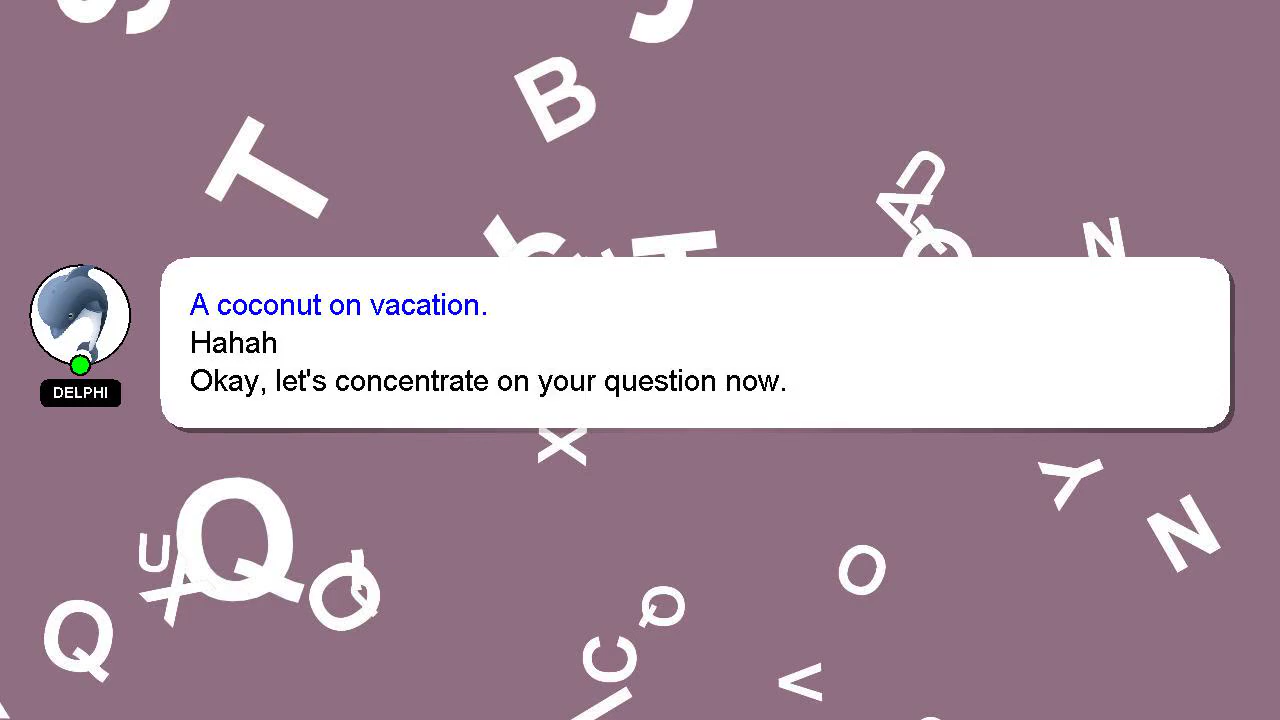 A coconut on vacation.
Hahah
Okay, let's concentrate on your question now.
DELPHI
T
B
U
A
Q
N
T
X
Y
N
Q
U
X
Q
Q
O
Q
C
V